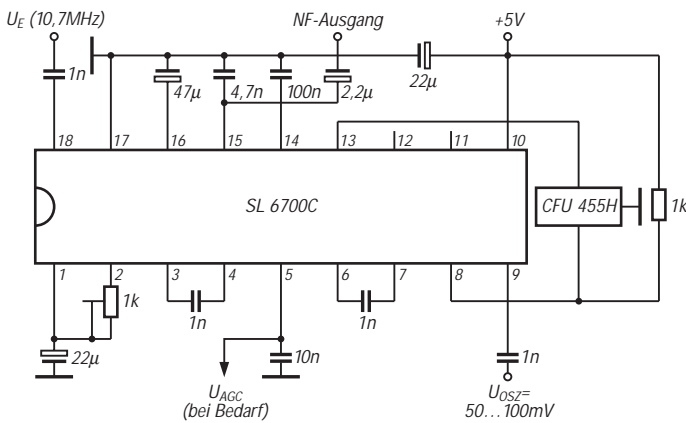 U_E (10,7MHz)
NF-Ausgang
+5V
1n
47µ
4,7n
100n
2,2µ
22µ
18 17 16 15 14 13 12 11 10
SL 6700C
CFU 455H
1k
1 2 3 4 5 6 7 8 9
1k
1n
1n
22µ
10n
1n
U_AGC
(bei Bedarf)
U_OSZ=
50...100mV